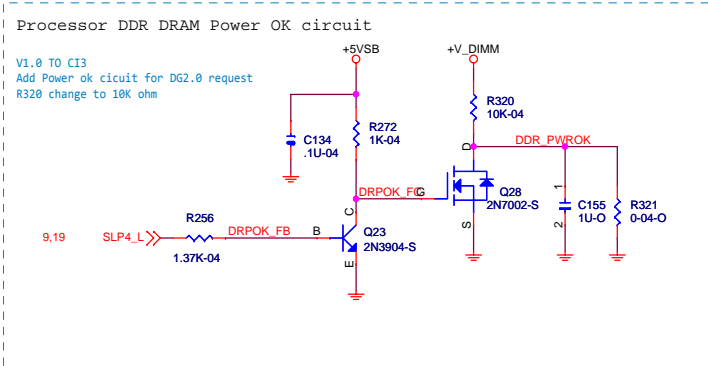 Processor DDR DRAM Power OK circuit
V1.0 TO CI3
Add Power ok cicuit for DG2.0 request
R320 change to 10K ohm
+5VSB
+V_DIMM
R320
10K-04
C134
.1U-04
R272
1K-04
D
DDR_PWROK
DRPOK_FC
G
Q28
2N7002-S
S
1
C155
1U-O
2
R321
0-04-O
9,19
SLP4_L
R256
1.37K-04
DRPOK_FB
B
C
Q23
2N3904-S
E